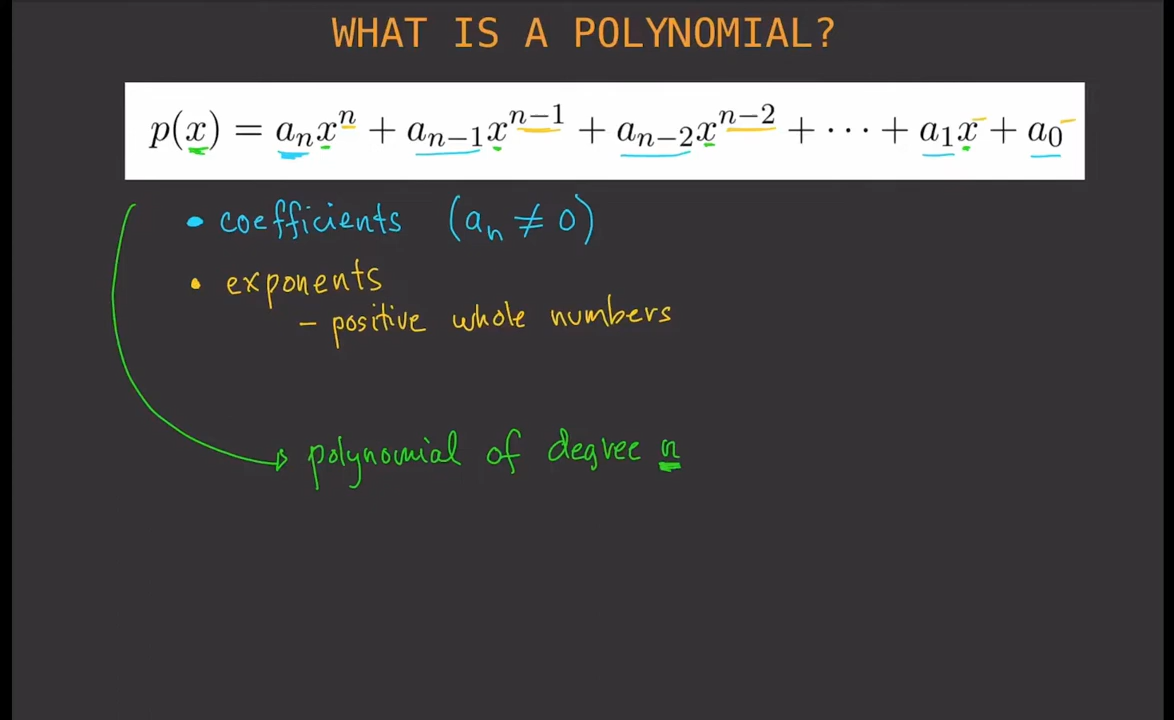 WHAT IS A POLYNOMIAL?
p(x) = aₙxⁿ + aₙ₋₁xⁿ⁻¹ + aₙ₋₂xⁿ⁻² + ⋯ + a₁x + a₀
• coefficients (aₙ ≠ 0)
• exponents
– positive whole numbers
polynomial of degree n